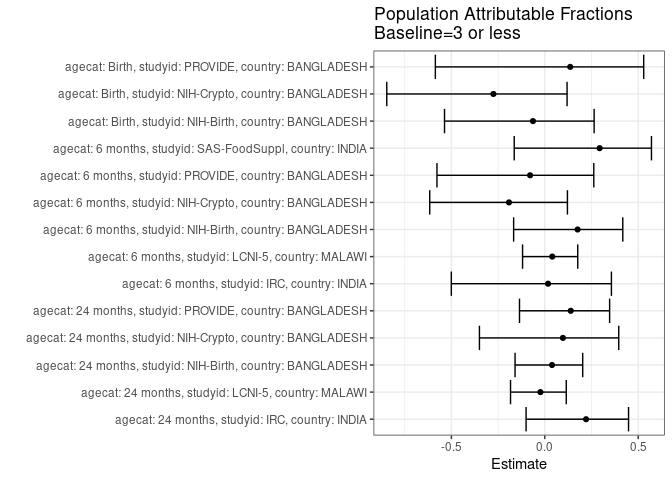 Population Attributable Fractions
Baseline=3 or less
agecat: Birth, studyid: PROVIDE, country: BANGLADESH
agecat: Birth, studyid: NIH-Crypto, country: BANGLADESH
agecat: Birth, studyid: NIH-Birth, country: BANGLADESH
agecat: 6 months, studyid: SAS-FoodSuppl, country: INDIA
agecat: 6 months, studyid: PROVIDE, country: BANGLADESH
agecat: 6 months, studyid: NIH-Crypto, country: BANGLADESH
agecat: 6 months, studyid: NIH-Birth, country: BANGLADESH
agecat: 6 months, studyid: LCNI-5, country: MALAWI
agecat: 6 months, studyid: IRC, country: INDIA
agecat: 24 months, studyid: PROVIDE, country: BANGLADESH
agecat: 24 months, studyid: NIH-Crypto, country: BANGLADESH
agecat: 24 months, studyid: NIH-Birth, country: BANGLADESH
agecat: 24 months, studyid: LCNI-5, country: MALAWI
agecat: 24 months, studyid: IRC, country: INDIA
-0.5 0.0 0.5
Estimate